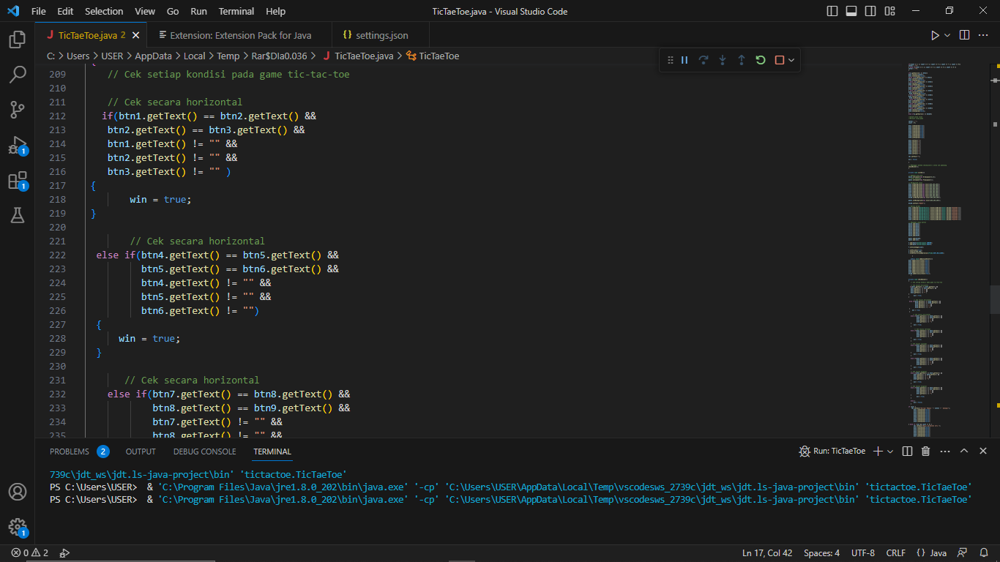 File Edit Selection View Go Run Terminal Help
TicTaeToe.java - Visual Studio Code
TicTaeToe.java 2
Extension: Extension Pack for Java
settings.json
C: > Users > USER > AppData > Local > Temp > Rar$DIa0.036 > TicTaeToe.java > TicTaeToe
209 // Cek setiap kondisi pada game tic-tac-toe
210
211 // Cek secara horizontal
212 if(btn1.getText() == btn2.getText() &&
213 btn2.getText() == btn3.getText() &&
214 btn1.getText() != "" &&
215 btn2.getText() != "" &&
216 btn3.getText() != "" )
217 {
218 win = true;
219 }
220
221 // Cek secara horizontal
222 else if(btn4.getText() == btn5.getText() &&
223 btn5.getText() == btn6.getText() &&
224 btn4.getText() != "" &&
225 btn5.getText() != "" &&
226 btn6.getText() != "")
227 {
228 win = true;
229 }
230
231 // Cek secara horizontal
232 else if(btn7.getText() == btn8.getText() &&
233 btn8.getText() == btn9.getText() &&
234 btn7.getText() != "" &&
235 btn8.getText() != "" &&
1
1
1
PROBLEMS 2 OUTPUT DEBUG CONSOLE TERMINAL
Run: TicTaeToe
739c\jdt_ws\jdt.ls-java-project\bin' 'tictactoe.TicTaeToe'
PS C:\Users\USER> & 'C:\Program Files\Java\jre1.8.0_202\bin\java.exe' '-cp' 'C:\Users\USER\AppData\Local\Temp\vscodesws_2739c\jdt_ws\jdt.ls-java-project\bin' 'tictactoe.TicTaeToe'
PS C:\Users\USER> & 'C:\Program Files\Java\jre1.8.0_202\bin\java.exe' '-cp' 'C:\Users\USER\AppData\Local\Temp\vscodesws_2739c\jdt_ws\jdt.ls-java-project\bin' 'tictactoe.TicTaeToe'
0 2
Ln 17, Col 42 Spaces: 4 UTF-8 CRLF {} Java